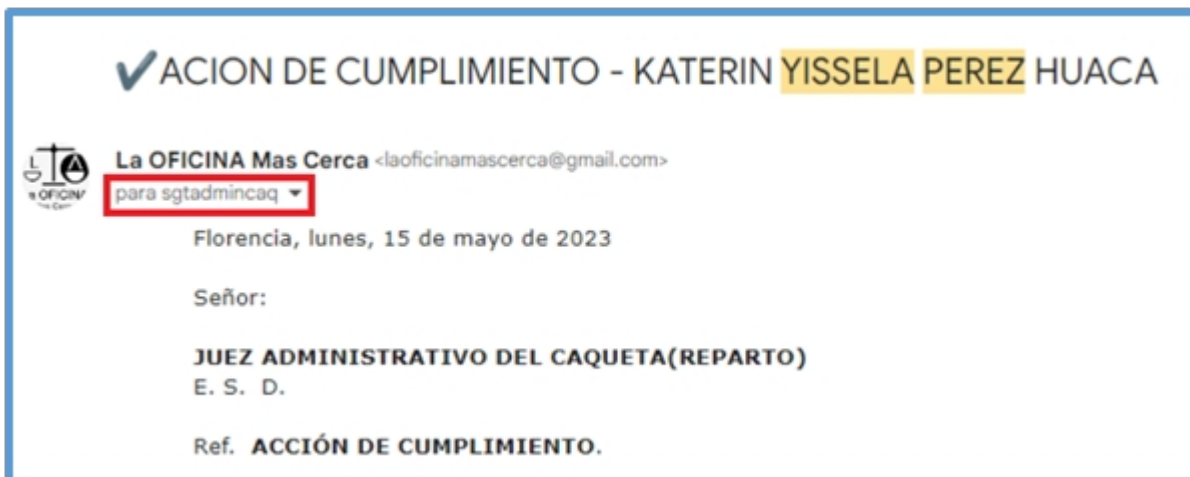 ✔ACION DE CUMPLIMIENTO - KATERIN YISSELA PEREZ HUACA
La OFICINA Mas Cerca <laoficinamascerca@gmail.com>
para sgtadmincaq
Florencia, lunes, 15 de mayo de 2023
Señor:
JUEZ ADMINISTRATIVO DEL CAQUETA(REPARTO)
E. S. D.
Ref. ACCIÓN DE CUMPLIMIENTO.